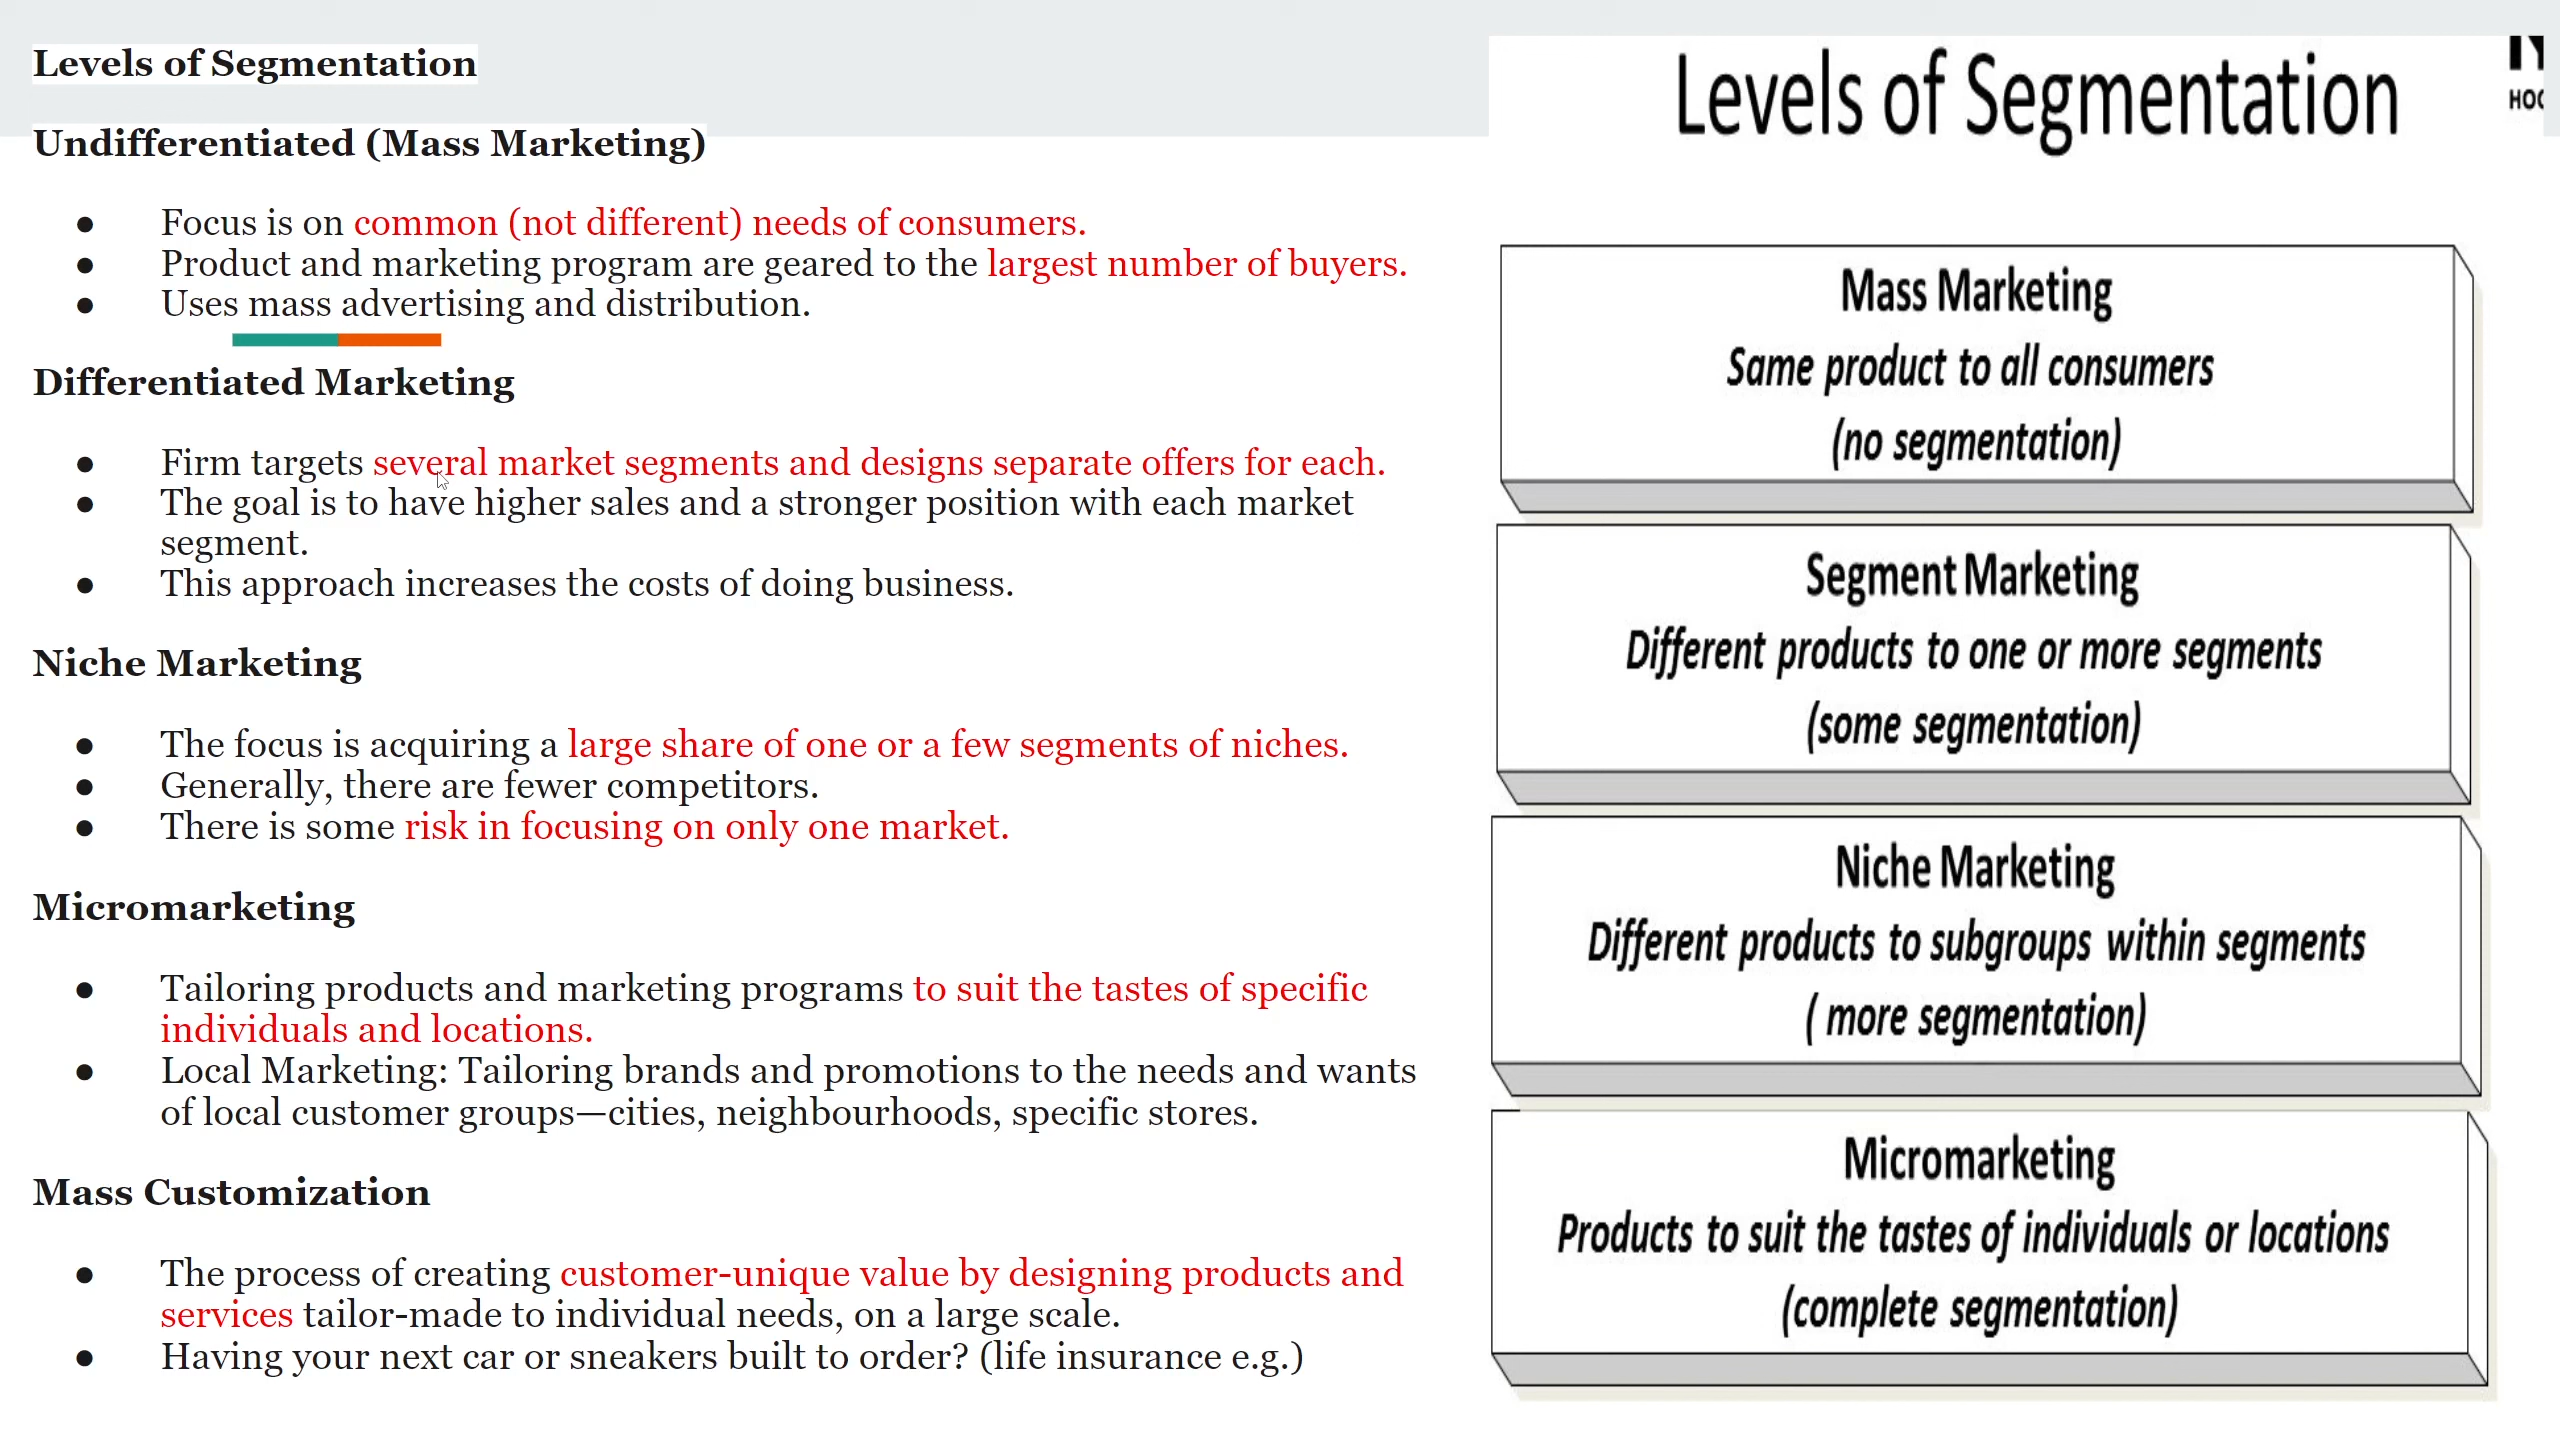 Levels of Segmentation
Undifferentiated (Mass Marketing)
● Focus is on common (not different) needs of consumers.
● Product and marketing program are geared to the largest number of buyers.
● Uses mass advertising and distribution.
Differentiated Marketing
● Firm targets several market segments and designs separate offers for each.
● The goal is to have higher sales and a stronger position with each market
segment.
● This approach increases the costs of doing business.
Niche Marketing
● The focus is acquiring a large share of one or a few segments of niches.
● Generally, there are fewer competitors.
● There is some risk in focusing on only one market.
Micromarketing
● Tailoring products and marketing programs to suit the tastes of specific
individuals and locations.
● Local Marketing: Tailoring brands and promotions to the needs and wants
of local customer groups—cities, neighbourhoods, specific stores.
Mass Customization
● The process of creating customer-unique value by designing products and
services tailor-made to individual needs, on a large scale.
● Having your next car or sneakers built to order? (life insurance e.g.)
Levels of Segmentation
Mass Marketing
Same product to all consumers
(no segmentation)
Segment Marketing
Different products to one or more segments
(some segmentation)
Niche Marketing
Different products to subgroups within segments
( more segmentation)
Micromarketing
Products to suit the tastes of individuals or locations
(complete segmentation)